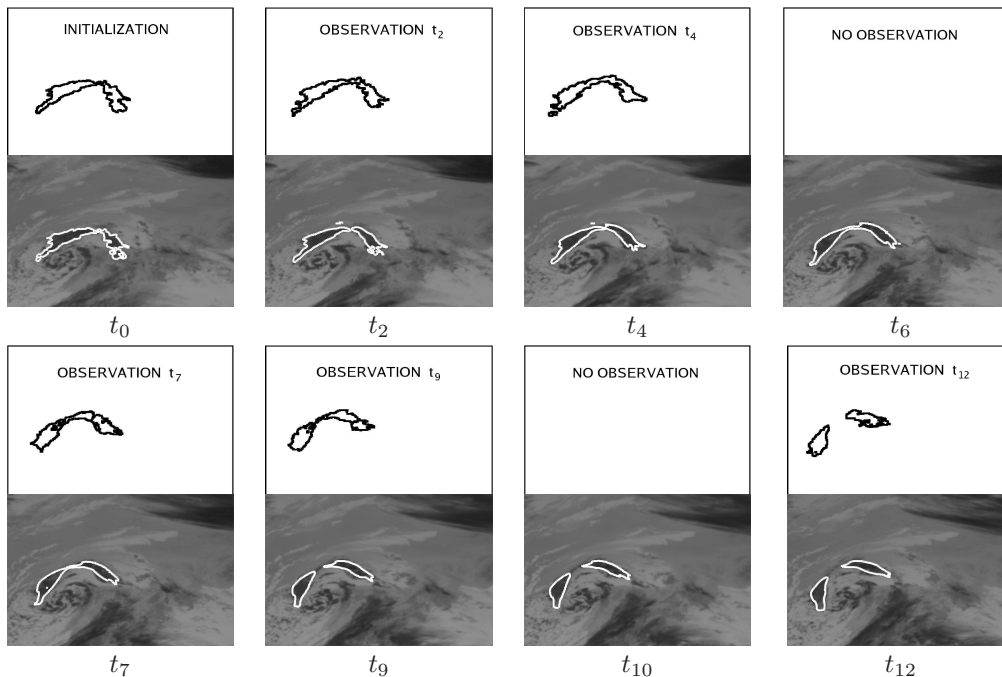 INITIALIZATION
OBSERVATION t₂
OBSERVATION t₄
NO OBSERVATION
t₀
t₂
t₄
t₆
OBSERVATION t₇
OBSERVATION t₉
NO OBSERVATION
OBSERVATION t₁₂
t₇
t₉
t₁₀
t₁₂